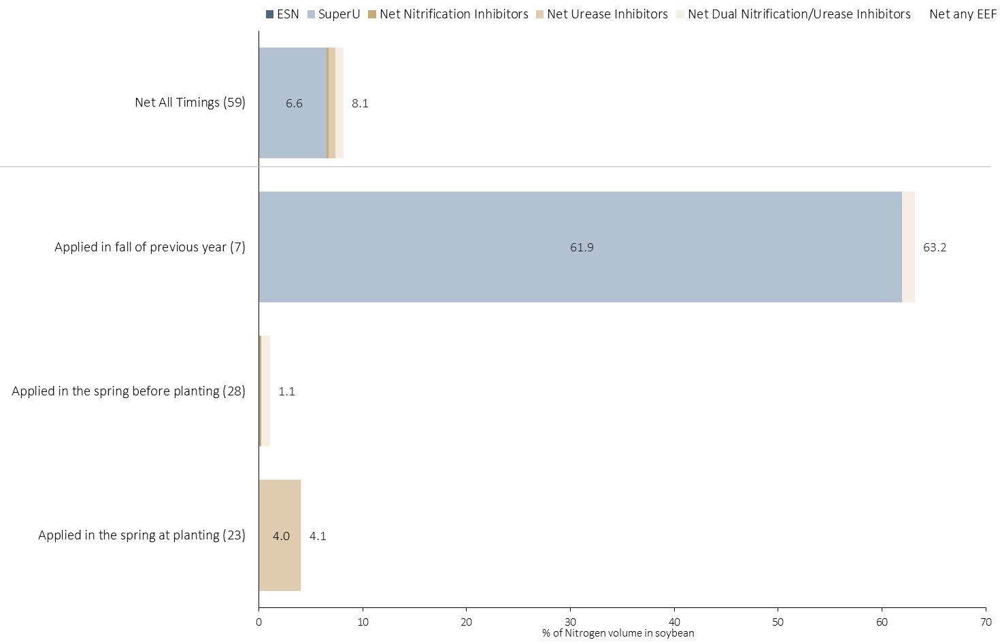 ESN SuperU Net Nitrification Inhibitors Net Urease Inhibitors Net Dual Nitrification/Urease Inhibitors Net any EEF
Net All Timings (59) 6.6 8.1
Applied in fall of previous year (7) 61.9 63.2
Applied in the spring before planting (28) 1.1
Applied in the spring at planting (23) 4.0 4.1
0 10 20 30 40 50 60 70
% of Nitrogen volume in soybean